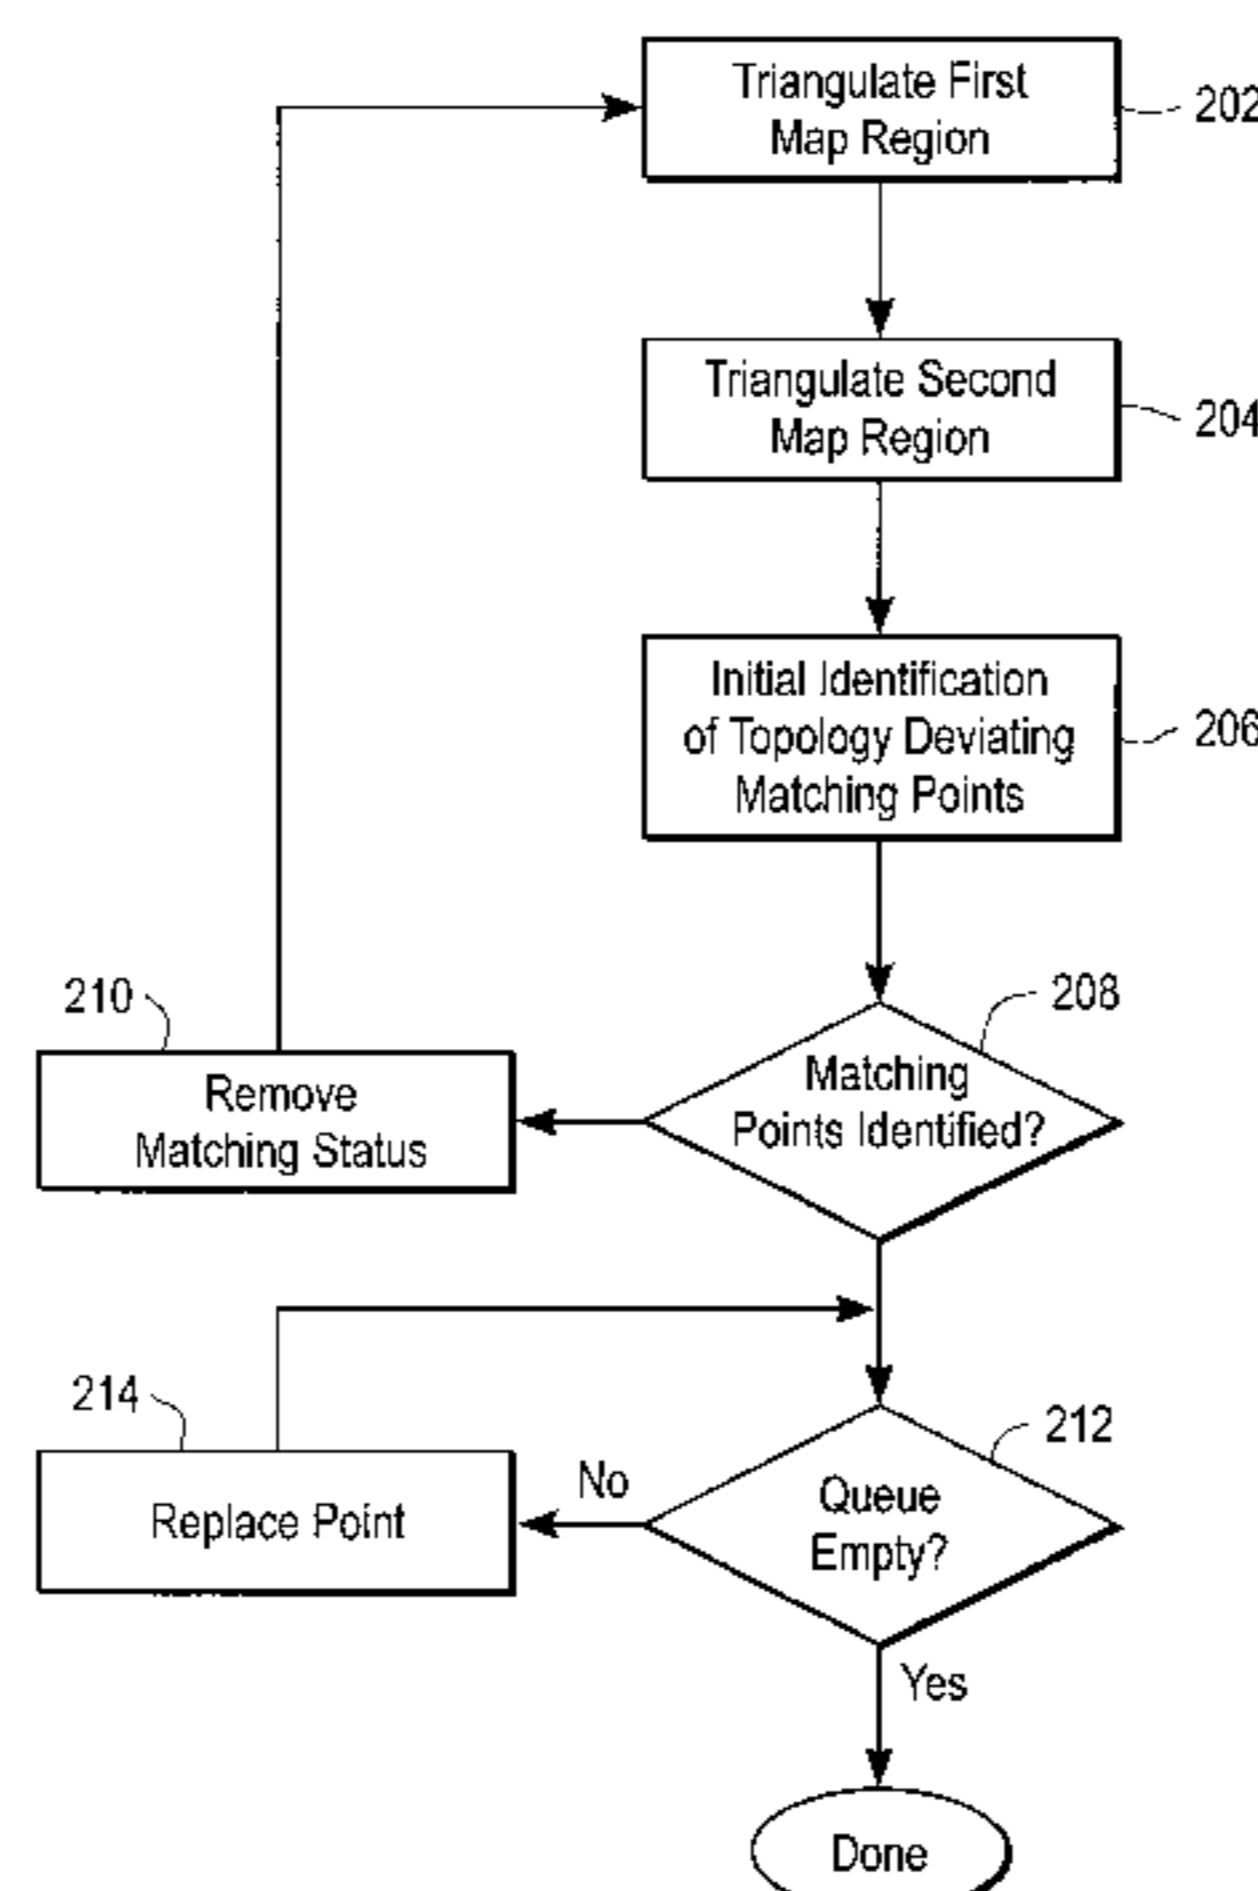 Triangulate First
Map Region
202
Triangulate Second
Map Region
204
Initial Identification
of Topology Deviating
Matching Points
206
210
Remove
Matching Status
208
Matching
Points Identified?
214
Replace Point
No
212
Queue
Empty?
Yes
Done